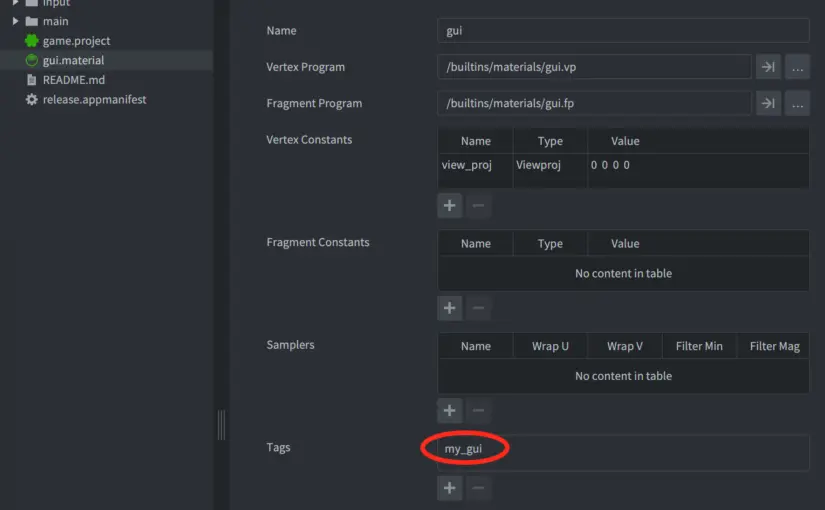 input
main
game.project
gui.material
README.md
release.appmanifest
Name gui
Vertex Program /builtins/materials/gui.vp ...
Fragment Program /builtins/materials/gui.fp ...
Vertex Constants
Name Type Value
view_proj Viewproj 0 0 0 0
+ −
Fragment Constants
Name Type Value
No content in table
+ −
Samplers
Name Wrap U Wrap V Filter Min Filter Mag
No content in table
+ −
Tags my_gui
+ −